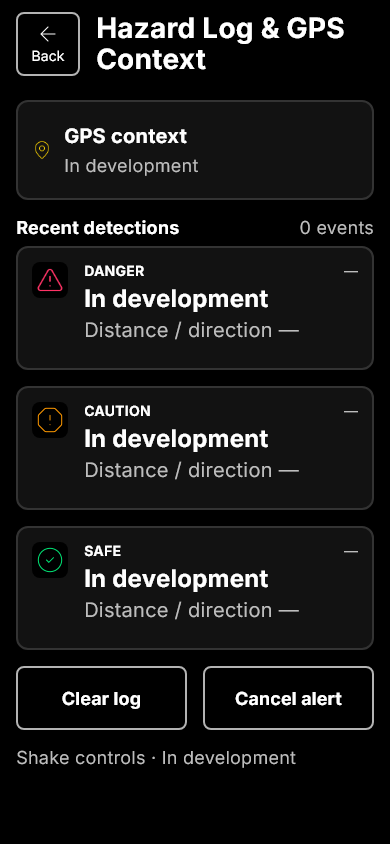 Back
Hazard Log & GPS
Context
GPS context
In development
Recent detections 0 events
DANGER —
In development
Distance / direction —
CAUTION —
In development
Distance / direction —
SAFE —
In development
Distance / direction —
Clear log Cancel alert
Shake controls · In development